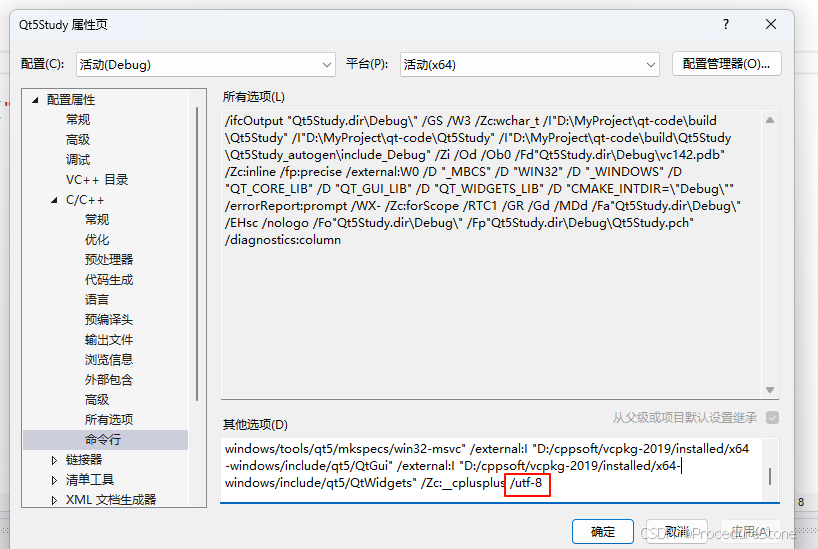 Qt5Study 属性页
配置(C): 活动(Debug) 平台(P): 活动(x64) 配置管理器(O)...
配置属性
常规
高级
调试
VC++ 目录
C/C++
常规
优化
预处理器
代码生成
语言
预编译头
输出文件
浏览信息
外部包含
高级
所有选项
命令行
链接器
清单工具
XML 文档生成器
所有选项(L)
/ifcOutput "Qt5Study.dir\Debug\" /GS /W3 /Zc:wchar_t /I"D:\MyProject\qt-code\build
\Qt5Study" /I"D:\MyProject\qt-code\Qt5Study" /I"D:\MyProject\qt-code\build\Qt5Study
\Qt5Study_autogen\include_Debug" /Zi /Od /Ob0 /Fd"Qt5Study.dir\Debug\vc142.pdb"
/Zc:inline /fp:precise /external:W0 /D "_MBCS" /D "WIN32" /D "_WINDOWS" /D
"QT_CORE_LIB" /D "QT_GUI_LIB" /D "QT_WIDGETS_LIB" /D "CMAKE_INTDIR=\"Debug\""
/errorReport:prompt /WX- /Zc:forScope /RTC1 /GR /Gd /MDd /Fa"Qt5Study.dir\Debug\"
/EHsc /nologo /Fo"Qt5Study.dir\Debug\" /Fp"Qt5Study.dir\Debug\Qt5Study.pch"
/diagnostics:column
从父级或项目默认设置继承
其他选项(D)
windows/tools/qt5/mkspecs/win32-msvc" /external:I "D:/cppsoft/vcpkg-2019/installed/x64
-windows/include/qt5/QtGui" /external:I "D:/cppsoft/vcpkg-2019/installed/x64-
windows/include/qt5/QtWidgets" /Zc:__cplusplus /utf-8
8
确定 取消 应用(A)
CSDN @ProcedureStone